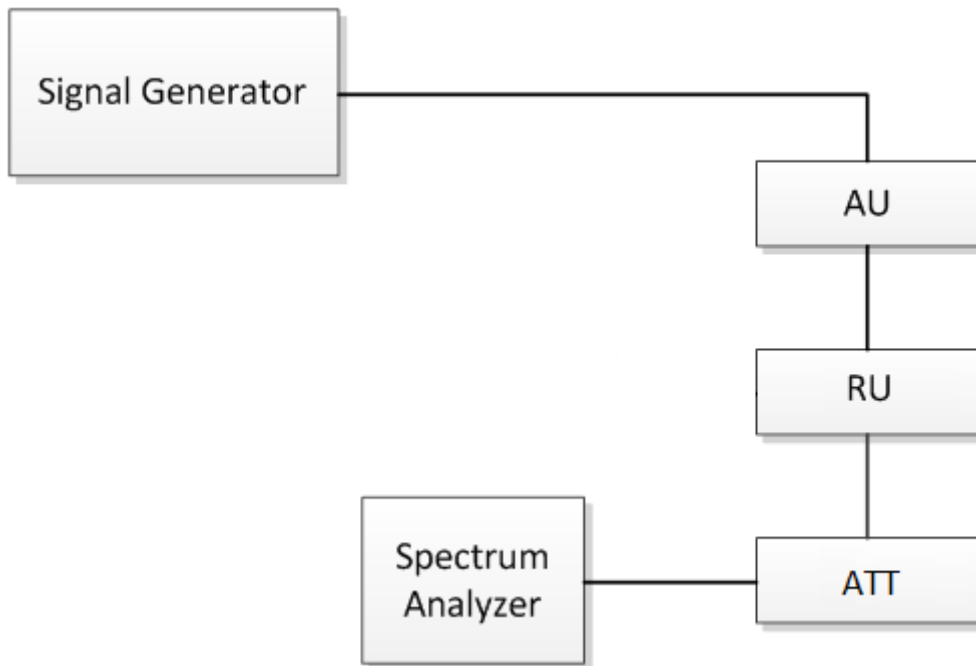 Signal Generator
AU
RU
ATT
Spectrum
Analyzer